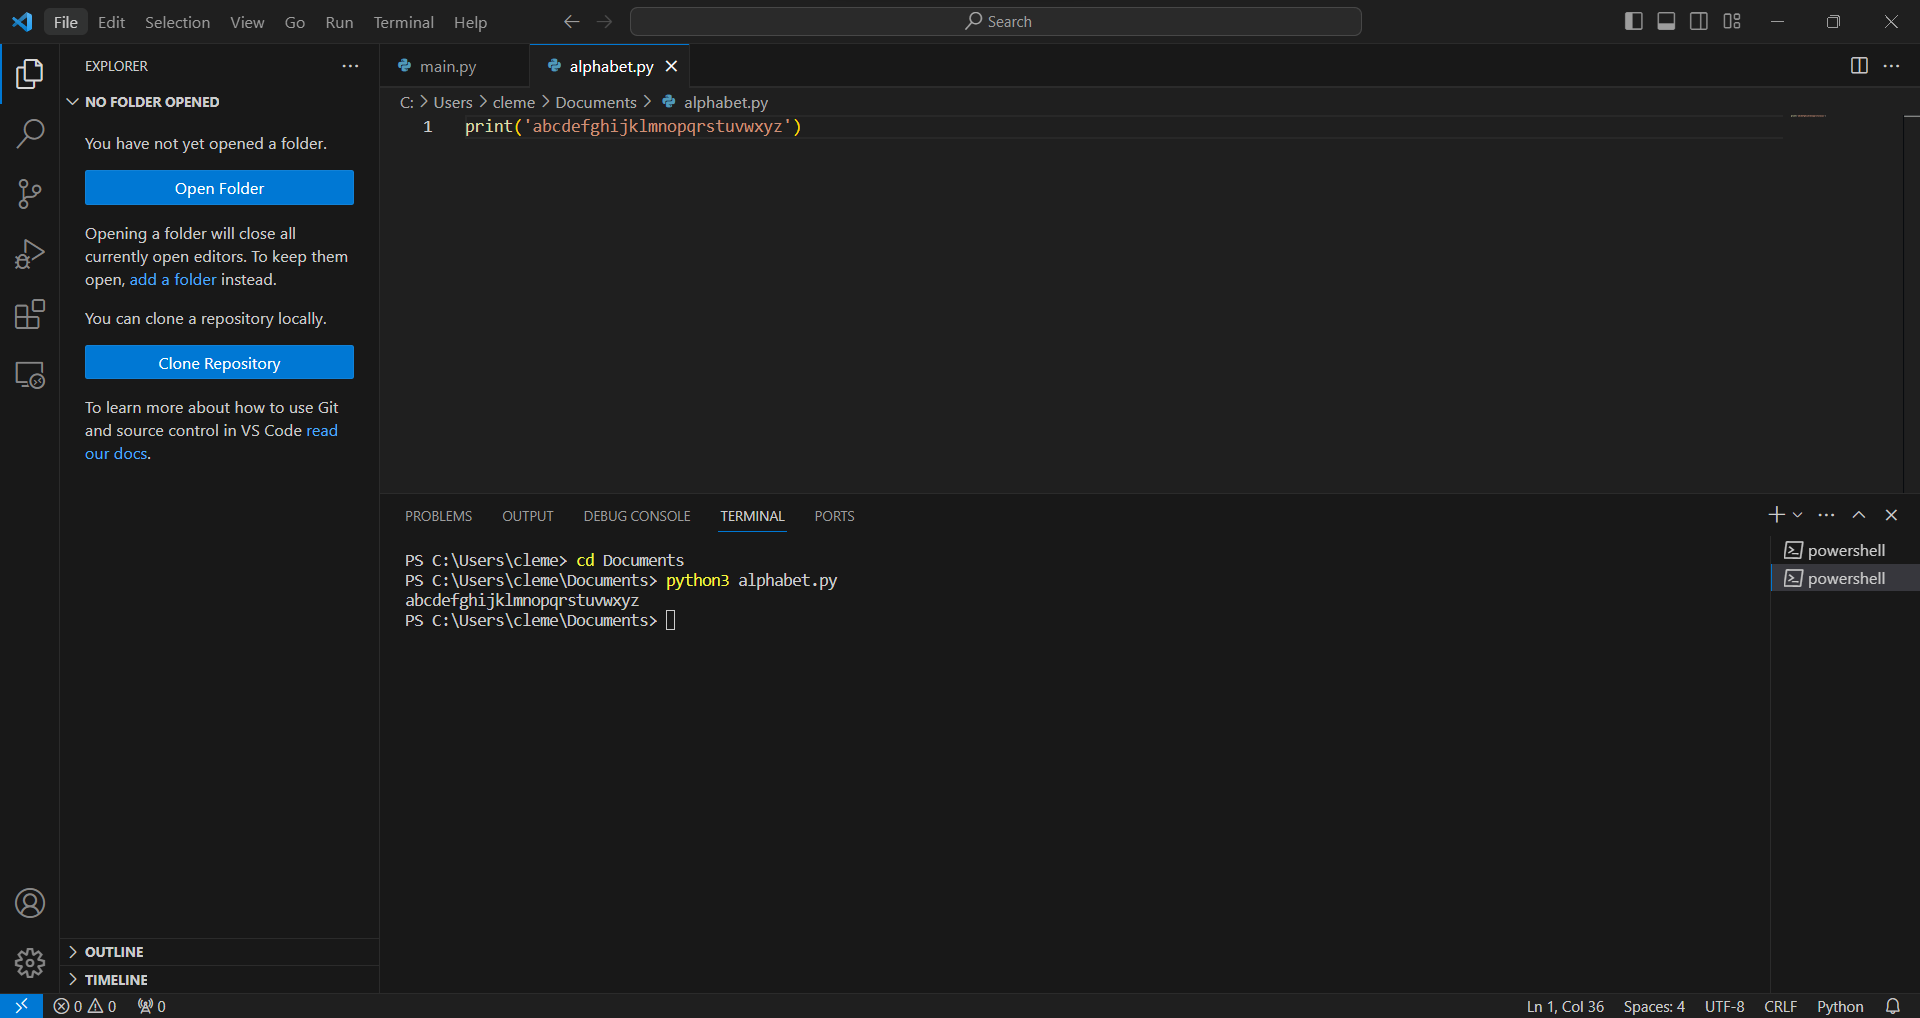 File Edit Selection View Go Run Terminal Help
Search
EXPLORER
NO FOLDER OPENED
You have not yet opened a folder.
Open Folder
Opening a folder will close all
currently open editors. To keep them
open, add a folder instead.
You can clone a repository locally.
Clone Repository
To learn more about how to use Git
and source control in VS Code read
our docs.
OUTLINE
TIMELINE
main.py alphabet.py
C: > Users > cleme > Documents > alphabet.py
1 print('abcdefghijklmnopqrstuvwxyz')
PROBLEMS OUTPUT DEBUG CONSOLE TERMINAL PORTS
PS C:\Users\cleme> cd Documents
PS C:\Users\cleme\Documents> python3 alphabet.py
abcdefghijklmnopqrstuvwxyz
PS C:\Users\cleme\Documents>
powershell
powershell
0 0 0
Ln 1, Col 36 Spaces: 4 UTF-8 CRLF Python